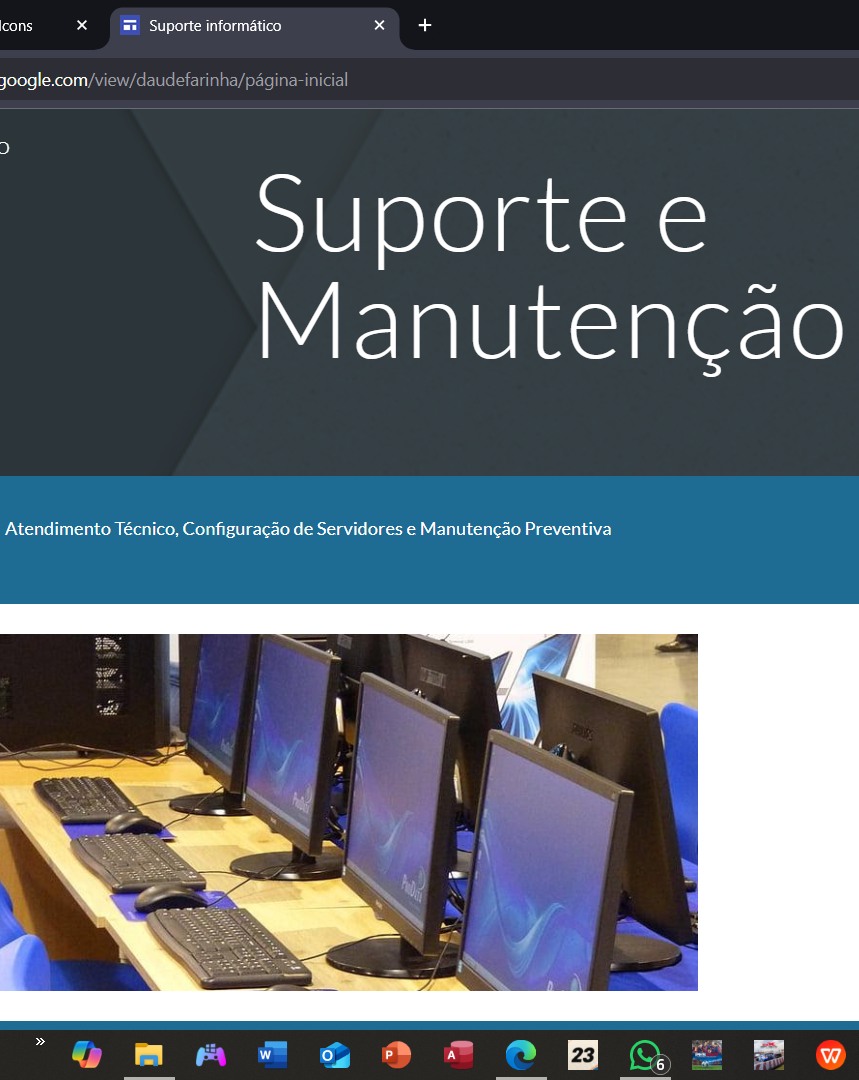 Icons
Suporte informático
google.com/view/daudefarinha/página-inicial
O
Suporte e
Manutenção
Atendimento Técnico, Configuração de Servidores e Manutenção Preventiva
PHILIPS
W
O
P
A
23
6
W